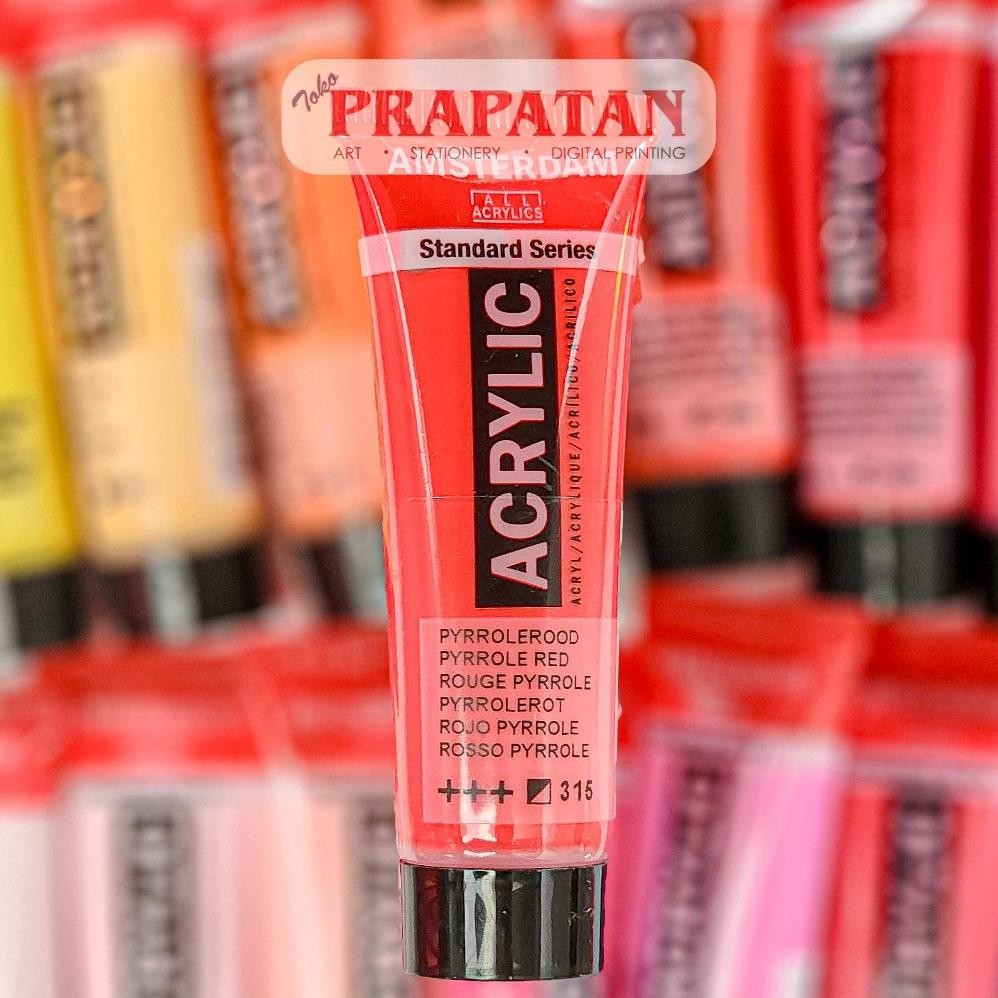 Toko
PRAPATAN
ART • STATIONERY • DIGITAL PRINTING
AMSTERDAM
ALL
ACRYLICS
Standard Series
ACRYLIC
ACRYL/ACRYLIQUE/ACRÍLICO/ACRILICO
PYRROLEROOD
PYRROLE RED
ROUGE PYRROLE
PYRROLEROT
ROJO PYRROLE
ROSSO PYRROLE
+++ 315